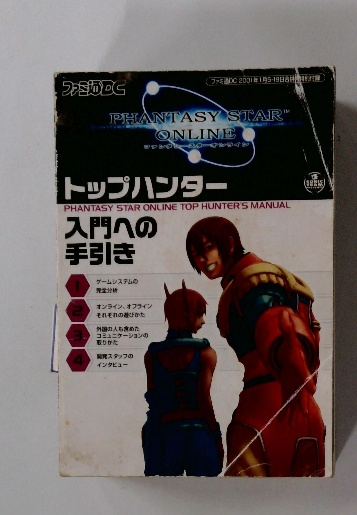 ファミ通DC
ファミ通DC 2001年1月5・19日合併号特別付録
PHANTASY STAR
ONLINE
ファンタシースターオンライン
トップハンター
PHANTASY STAR ONLINE TOP HUNTER'S MANUAL
入門への
手引き
1
ゲームシステムの
完全分析
2
オンライン、オフライン
それぞれの遊びかた
3
外国の人も含めた
コミュニケーションの
取りかた
4
開発スタッフの
インタビュー